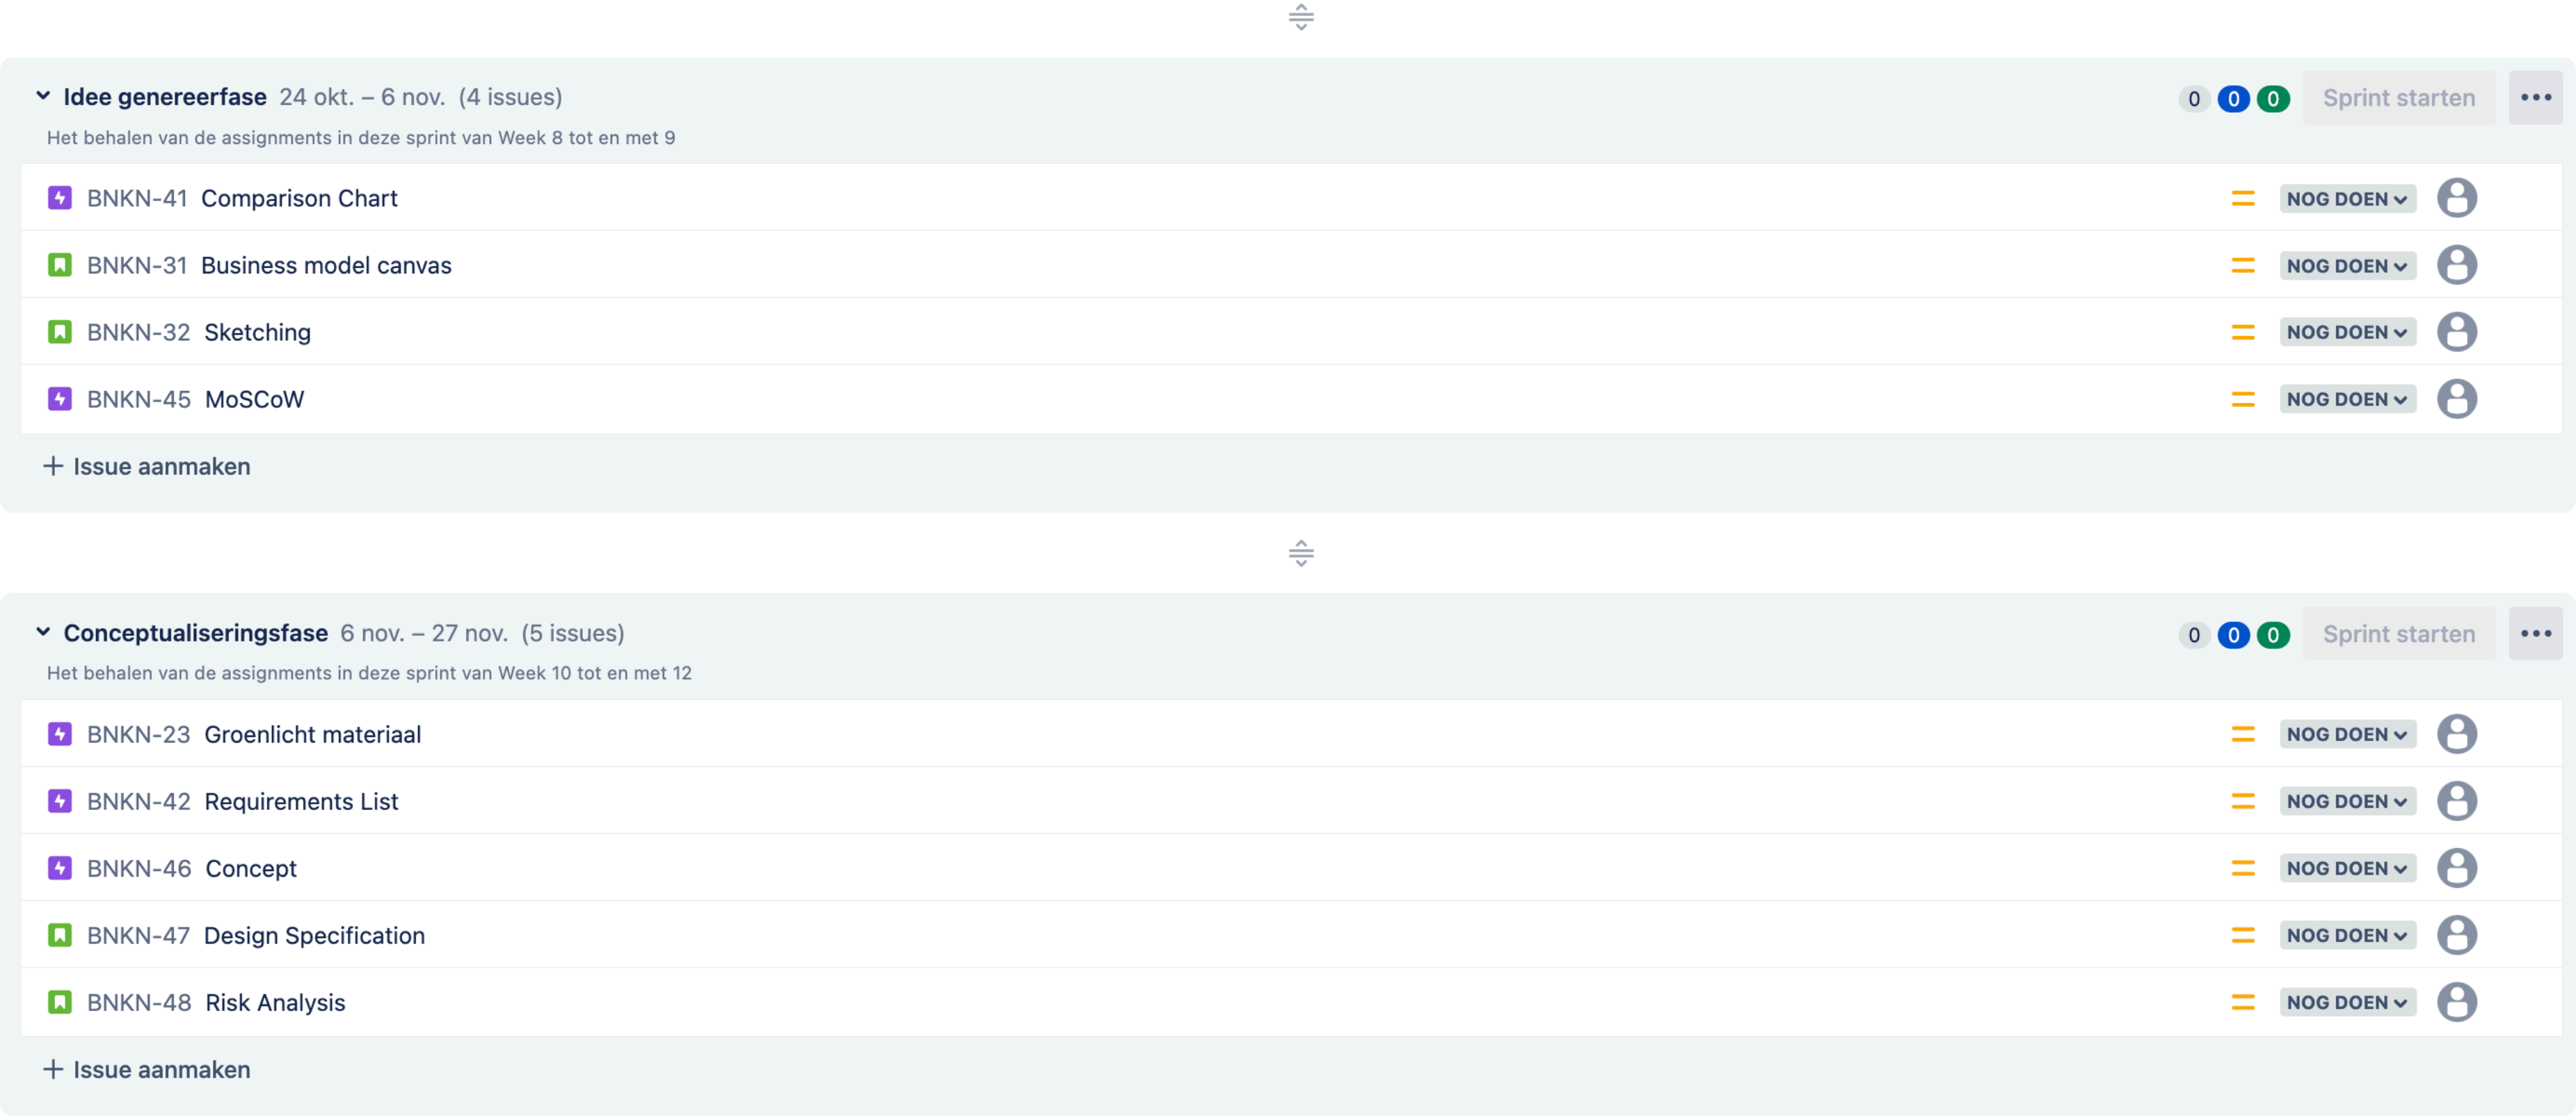 Idee genereerfase 24 okt. – 6 nov. (4 issues) 0 0 0 Sprint starten
Het behalen van de assignments in deze sprint van Week 8 tot en met 9
BNKN-41 Comparison Chart NOG DOEN
BNKN-31 Business model canvas NOG DOEN
BNKN-32 Sketching NOG DOEN
BNKN-45 MoSCoW NOG DOEN
+ Issue aanmaken
Conceptualiseringsfase 6 nov. – 27 nov. (5 issues) 0 0 0 Sprint starten
Het behalen van de assignments in deze sprint van Week 10 tot en met 12
BNKN-23 Groenlicht materiaal NOG DOEN
BNKN-42 Requirements List NOG DOEN
BNKN-46 Concept NOG DOEN
BNKN-47 Design Specification NOG DOEN
BNKN-48 Risk Analysis NOG DOEN
+ Issue aanmaken